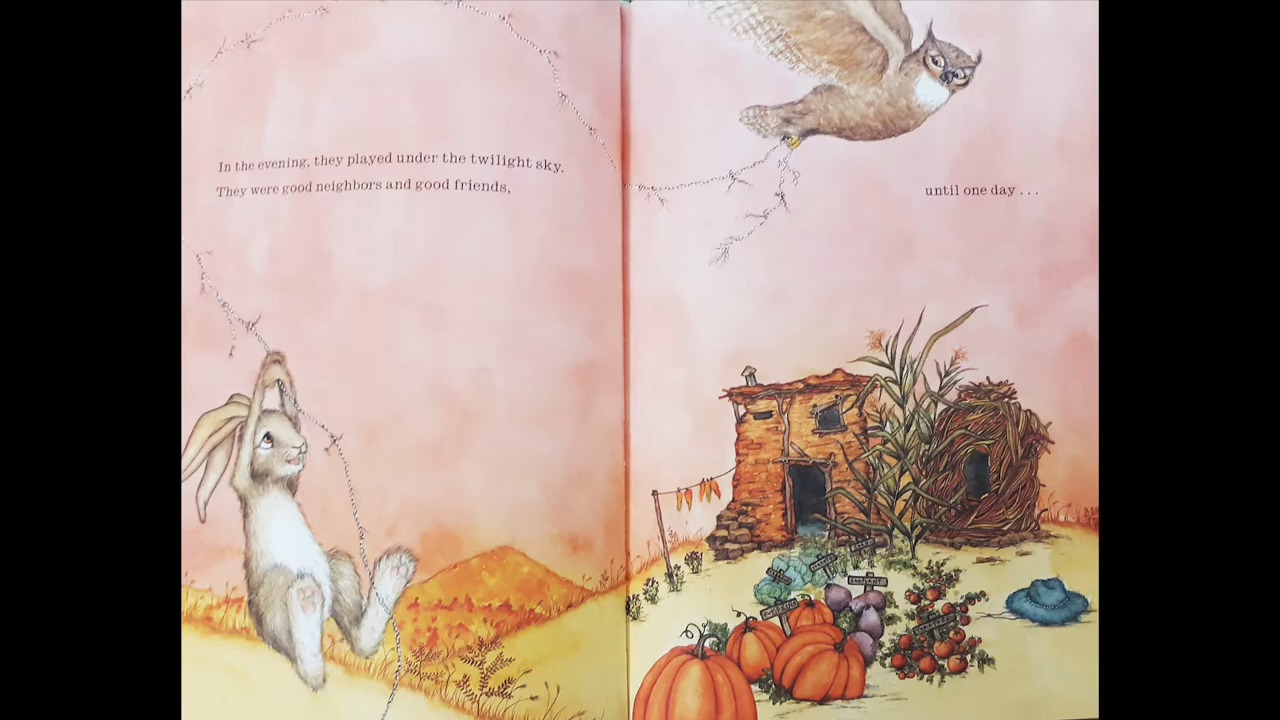 In the evening, they played under the twilight sky.
They were good neighbors and good friends,
until one day . . .
PUMPKIN